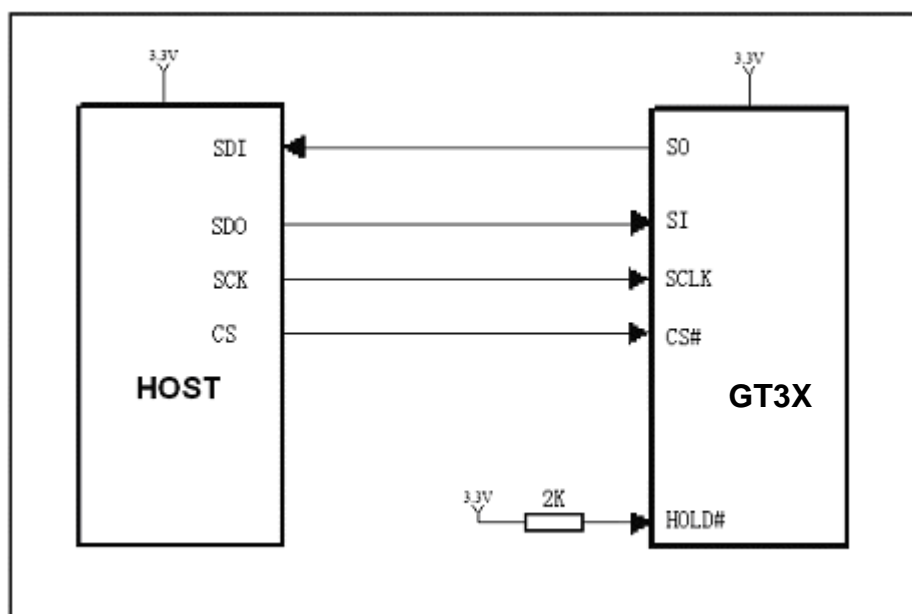 3.3V 3.3V
SDI SO
SDO SI
SCK SCLK
CS CS#
HOST GT3X
3.3V 2K HOLD#